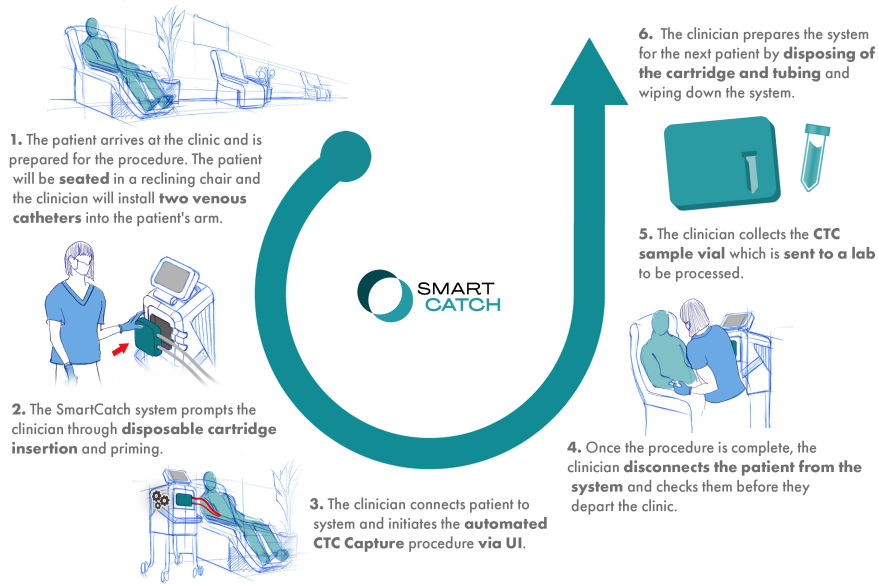 1. The patient arrives at the clinic and is
prepared for the procedure. The patient
will be seated in a reclining chair and
the clinician will install two venous
catheters into the patient's arm.
2. The SmartCatch system prompts the
clinician through disposable cartridge
insertion and priming.
3. The clinician connects patient to
system and initiates the automated
CTC Capture procedure via UI.
SMART
CATCH
4. Once the procedure is complete, the
clinician disconnects the patient from the
system and checks them before they
depart the clinic.
5. The clinician collects the CTC
sample vial which is sent to a lab
to be processed.
6. The clinician prepares the system
for the next patient by disposing of
the cartridge and tubing and
wiping down the system.